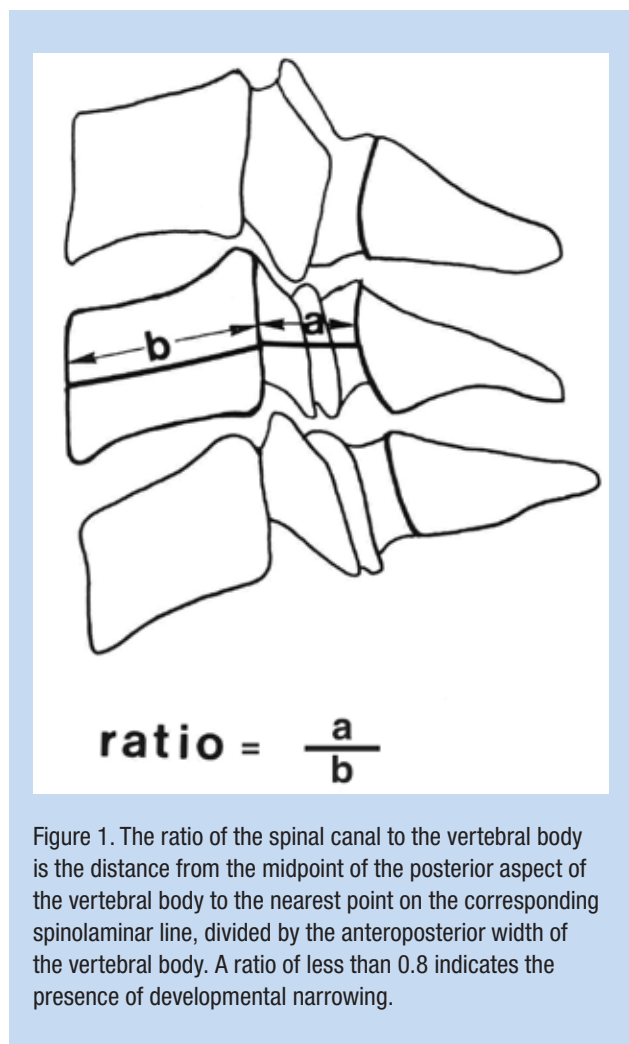 a
b
ratio = a
b
Figure 1. The ratio of the spinal canal to the vertebral body
is the distance from the midpoint of the posterior aspect of
the vertebral body to the nearest point on the corresponding
spinolaminar line, divided by the anteroposterior width of
the vertebral body. A ratio of less than 0.8 indicates the
presence of developmental narrowing.